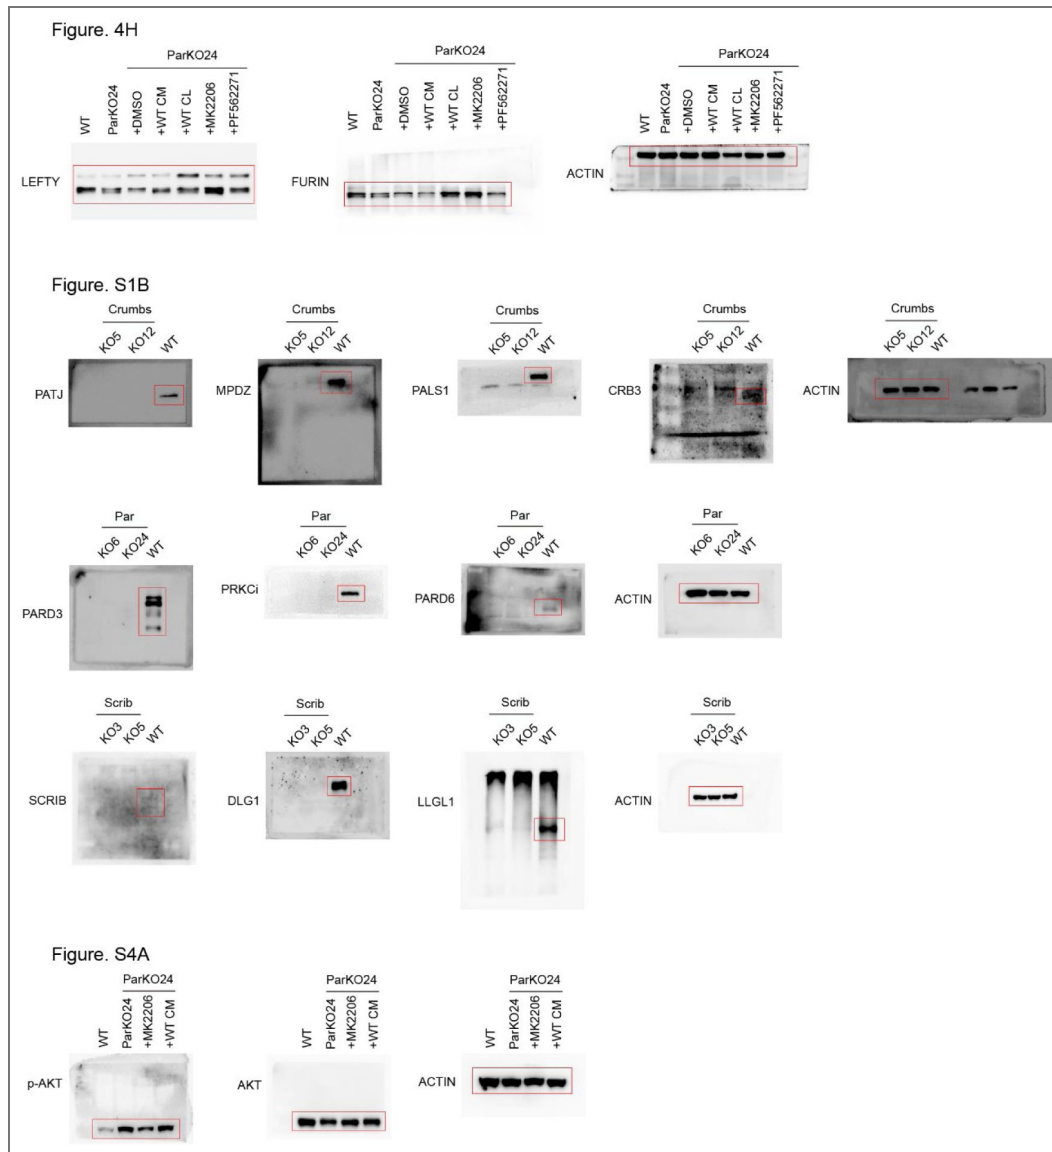 Figure. 4H
ParKO24
WT
ParKO24
+DMSO
+WT CM
+WT CL
+MK2206
+PF562271
LEFTY
ParKO24
WT
ParKO24
+DMSO
+WT CM
+WT CL
+MK2206
+PF562271
FURIN
ParKO24
WT
ParKO24
+DMSO
+WT CM
+WT CL
+MK2206
+PF562271
ACTIN
Figure. S1B
Crumbs
KO5 KO12 WT
PATJ
Crumbs
KO5 KO12 WT
MPDZ
Crumbs
KO5 KO12 WT
PALS1
Crumbs
KO5 KO12 WT
CRB3
Crumbs
KO5 KO12 WT
ACTIN
Par
KO6 KO24 WT
PARD3
Par
KO6 KO24 WT
PRKCi
Par
KO6 KO24 WT
PARD6
Par
KO6 KO24 WT
ACTIN
Scrib
KO3 KO5 WT
SCRIB
Scrib
KO3 KO5 WT
DLG1
Scrib
KO3 KO5 WT
LLGL1
Scrib
KO3 KO5 WT
ACTIN
Figure. S4A
ParKO24
WT
ParKO24
+MK2206
+WT CM
p-AKT
ParKO24
WT
ParKO24
+MK2206
+WT CM
AKT
ParKO24
WT
ParKO24
+MK2206
+WT CM
ACTIN